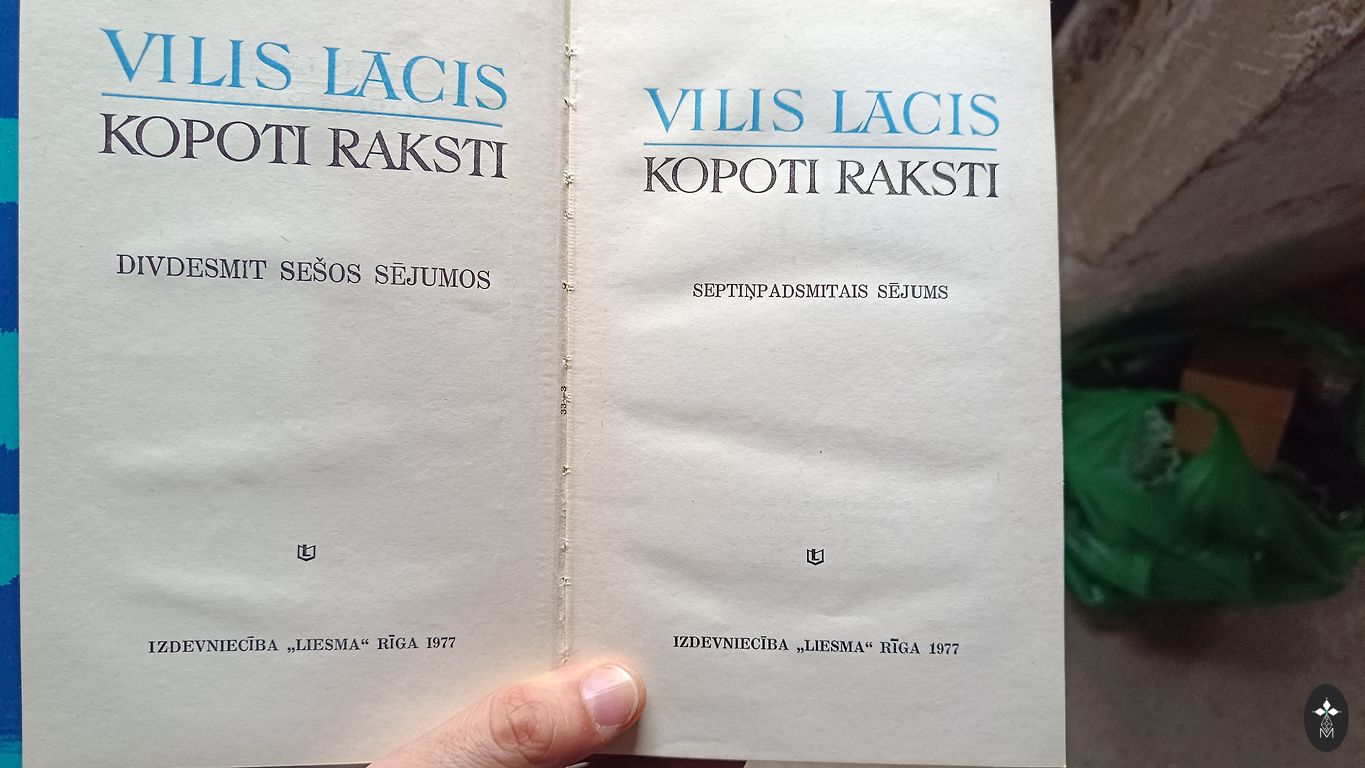 VILIS LĀCIS
KOPOTI RAKSTI
DIVDESMIT SEŠOS SĒJUMOS
IZDEVNIECĪBA „LIESMA“ RĪGA 1977
VILIS LĀCIS
KOPOTI RAKSTI
SEPTIŅPADSMITAIS SĒJUMS
IZDEVNIECĪBA „LIESMA“ RĪGA 1977